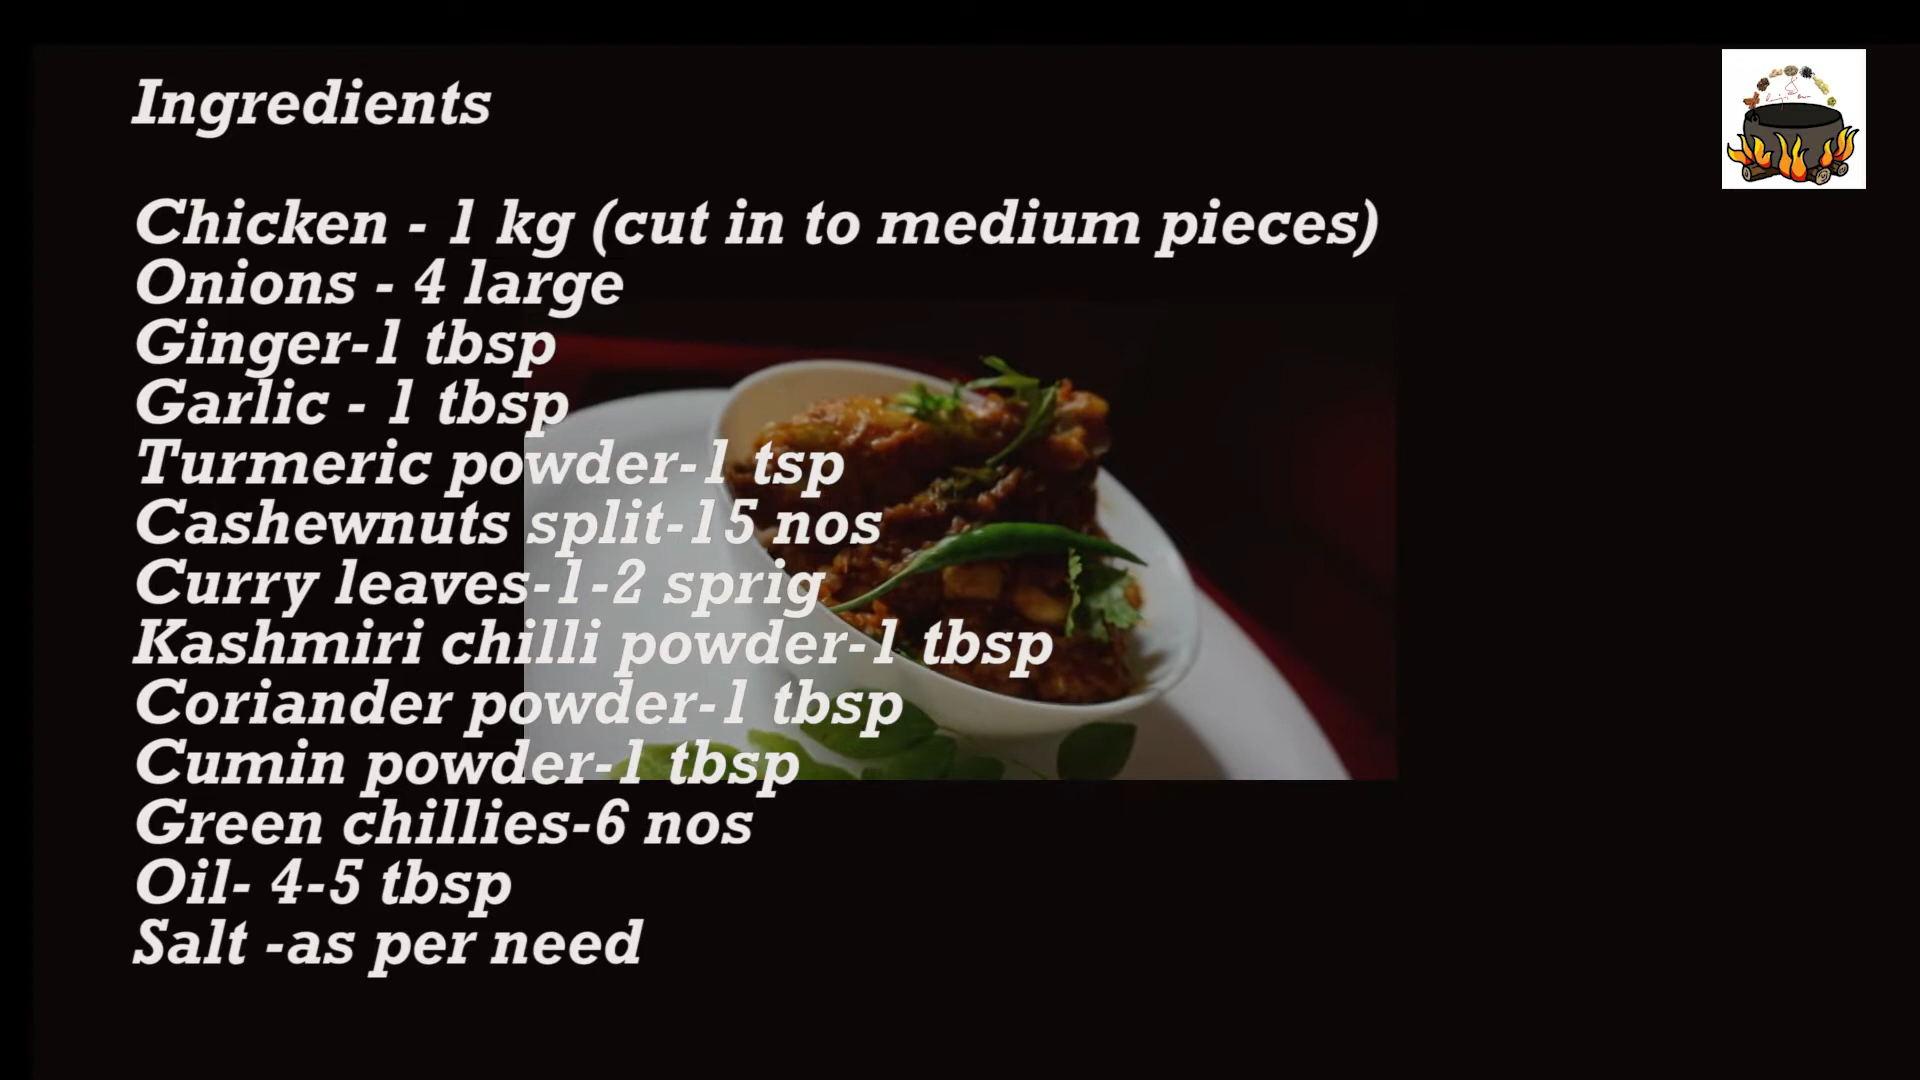 Ingredients
Chicken - 1 kg (cut in to medium pieces)
Onions - 4 large
Ginger-1 tbsp
Garlic - 1 tbsp
Turmeric powder-1 tsp
Cashewnuts split-15 nos
Curry leaves-1-2 sprig
Kashmiri chilli powder-1 tbsp
Coriander powder-1 tbsp
Cumin powder-1 tbsp
Green chillies-6 nos
Oil- 4-5 tbsp
Salt -as per need